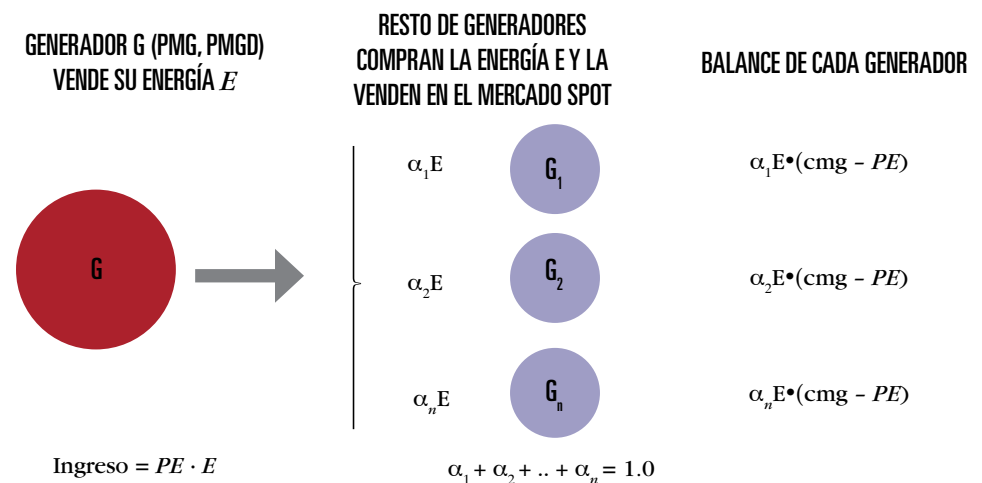 GENERADOR G (PMG, PMGD)
VENDE SU ENERGÍA E
RESTO DE GENERADORES
COMPRAN LA ENERGÍA E Y LA
VENDEN EN EL MERCADO SPOT
BALANCE DE CADA GENERADOR
G
α₁E
G₁
α₁E•(cmg – PE)
α₂E
G₂
α₂E•(cmg – PE)
αₙE
Gₙ
αₙE•(cmg – PE)
Ingreso = PE · E
α₁ + α₂ + .. + αₙ = 1.0